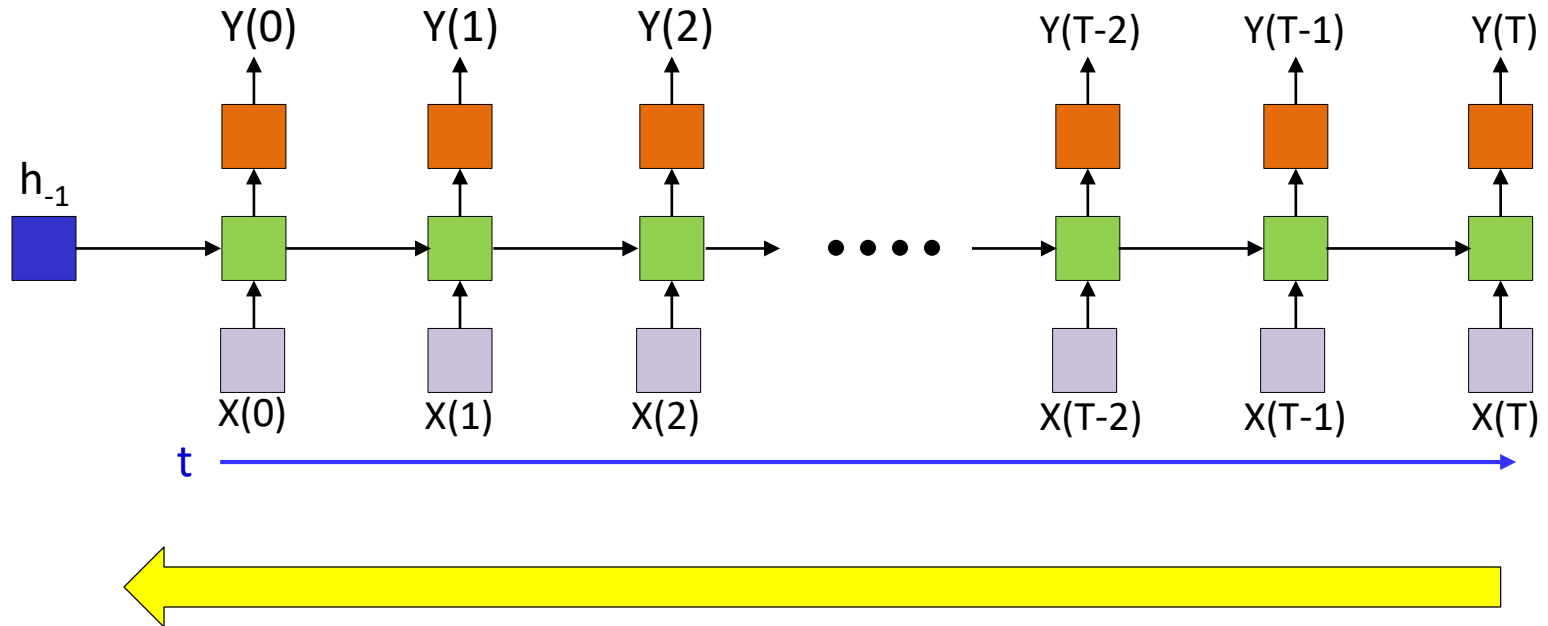 Y(0) Y(1) Y(2) Y(T-2) Y(T-1) Y(T)
h-1
X(0) X(1) X(2) X(T-2) X(T-1) X(T)
t